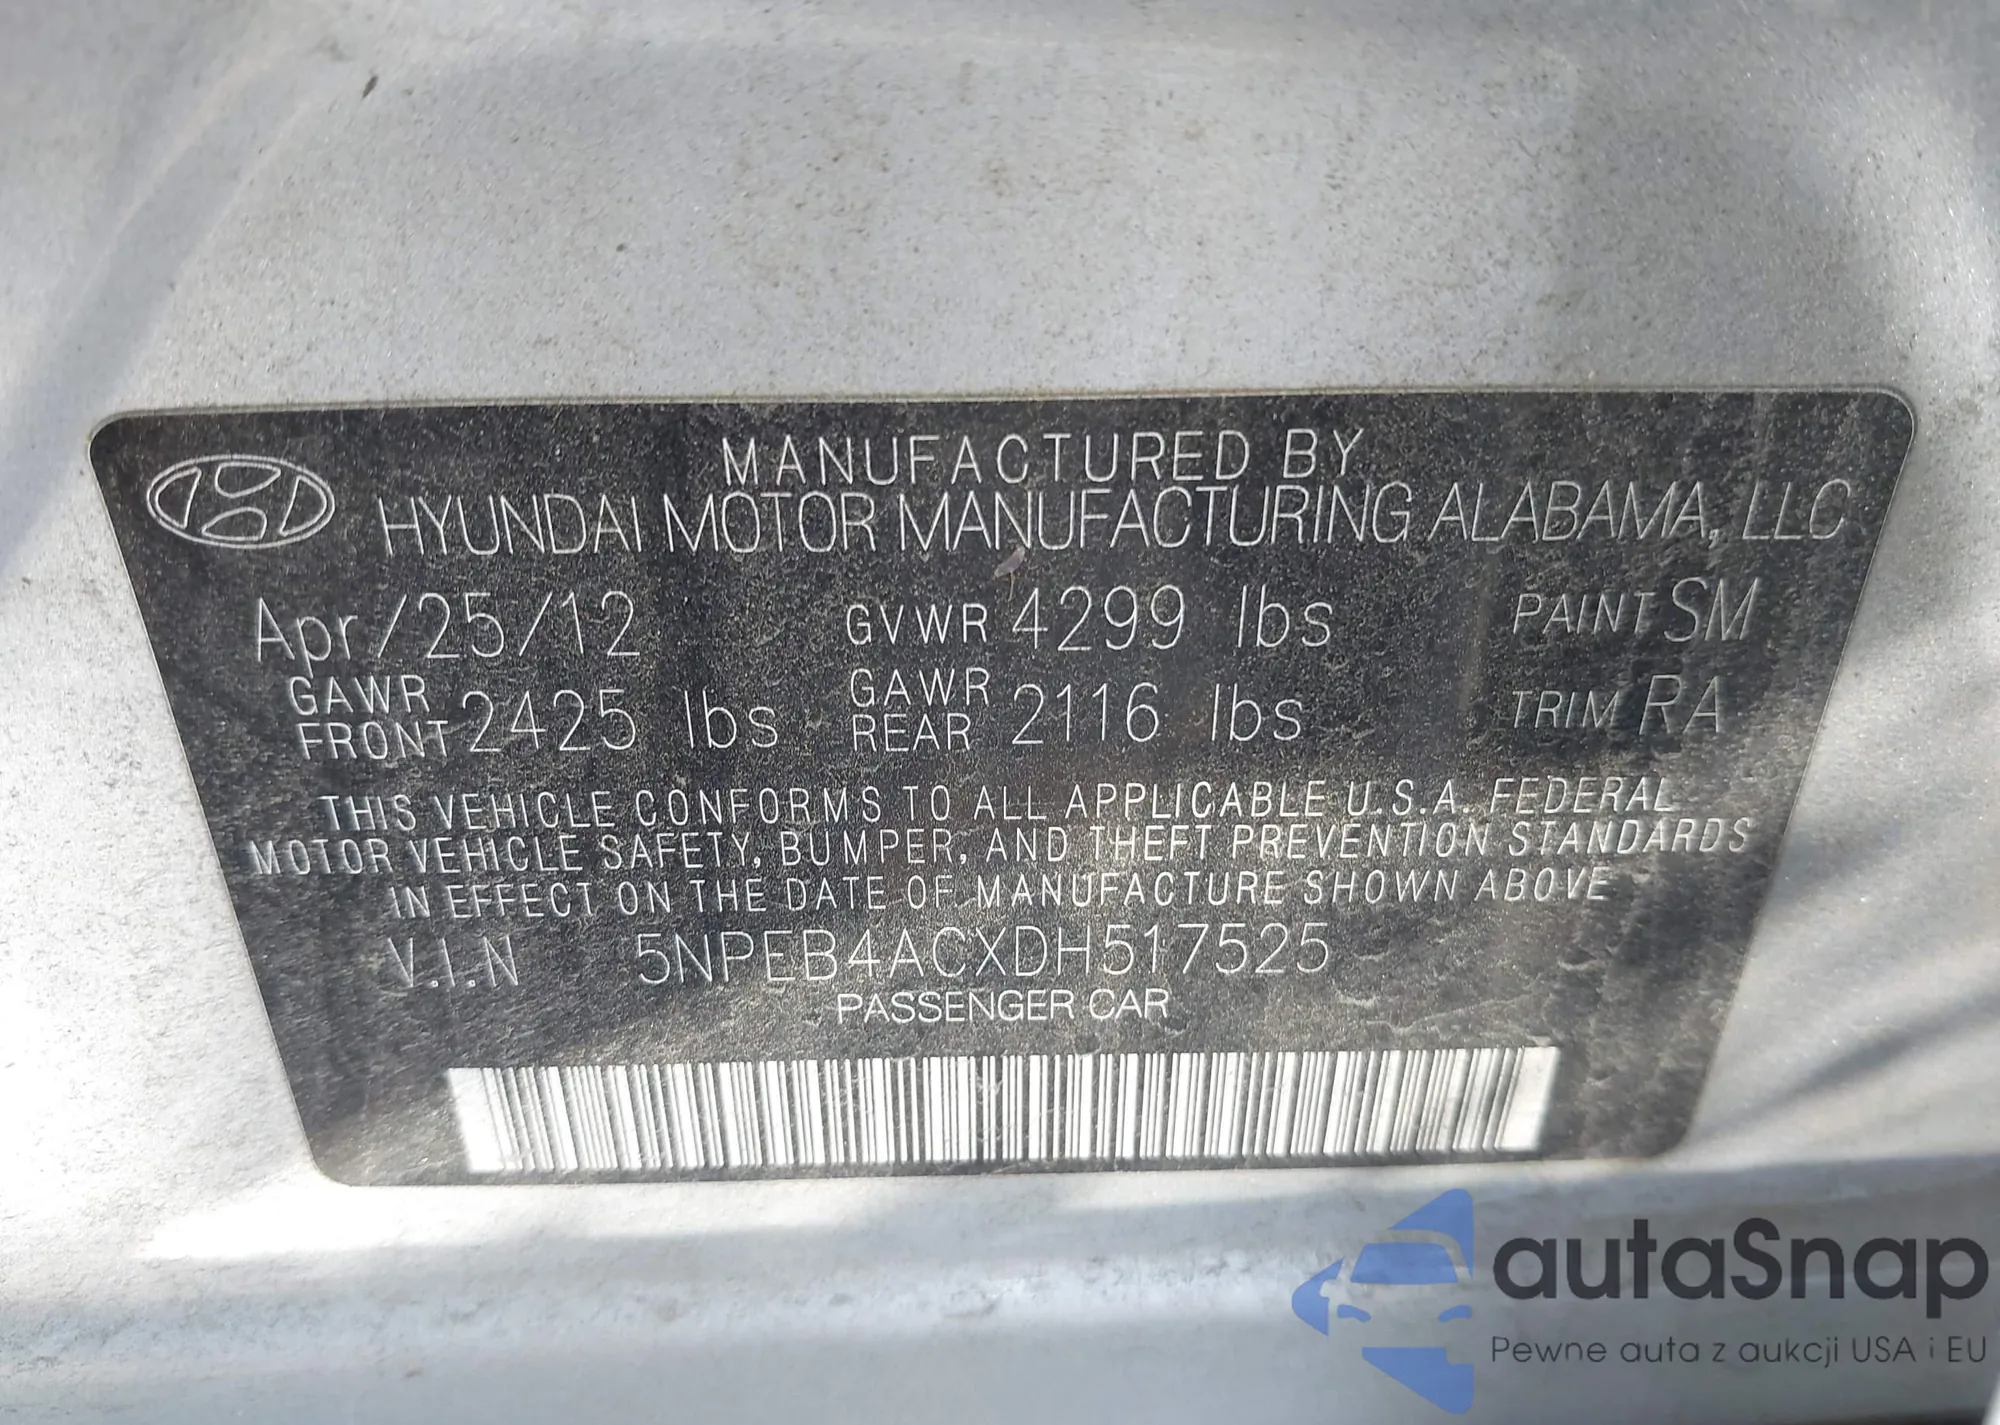 MANUFACTURED BY
HYUNDAI MOTOR MANUFACTURING ALABAMA, LLC
Apr/25/12 GVWR 4299 lbs PAINT SM
GAWR FRONT 2425 lbs GAWR REAR 2116 lbs TRIM RA
THIS VEHICLE CONFORMS TO ALL APPLICABLE U.S.A. FEDERAL
MOTOR VEHICLE SAFETY, BUMPER, AND THEFT PREVENTION STANDARDS
IN EFFECT ON THE DATE OF MANUFACTURE SHOWN ABOVE
V.I.N 5NPEB4ACXDH517525
PASSENGER CAR
autaSnap
Pewne auta z aukcji USA i EU